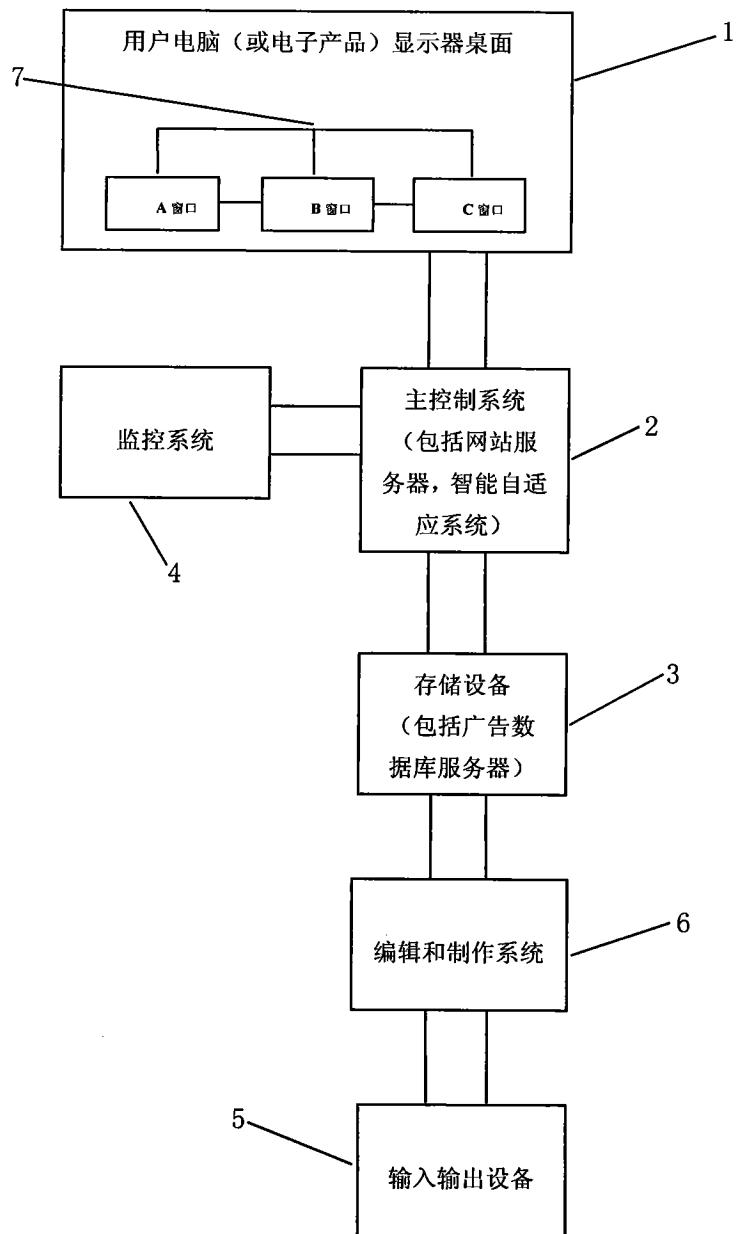 用户电脑（或电子产品）显示器桌面
1
7
A 窗口
B 窗口
C 窗口
监控系统
4
主控制系统
（包括网站服
务器，智能自适
应系统）
2
存储设备
（包括广告数
据库服务器）
3
编辑和制作系统
6
5
输入输出设备